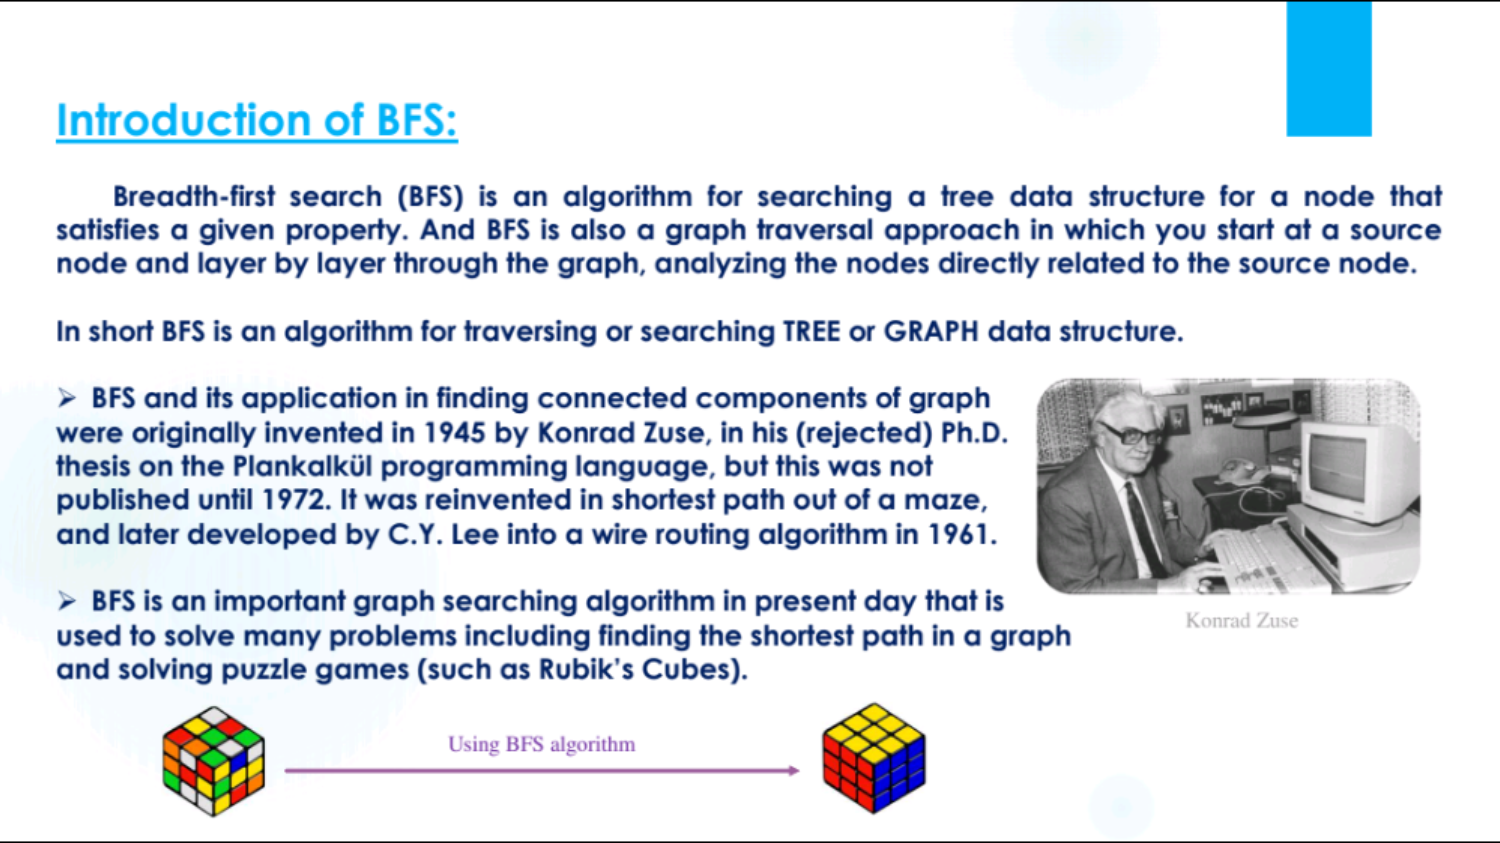 Introduction of BFS:
Breadth-first search (BFS) is an algorithm for searching a tree data structure for a node that
satisfies a given property. And BFS is also a graph traversal approach in which you start at a source
node and layer by layer through the graph, analyzing the nodes directly related to the source node.
In short BFS is an algorithm for traversing or searching TREE or GRAPH data structure.
➢ BFS and its application in finding connected components of graph
were originally invented in 1945 by Konrad Zuse, in his (rejected) Ph.D.
thesis on the Plankalkül programming language, but this was not
published until 1972. It was reinvented in shortest path out of a maze,
and later developed by C.Y. Lee into a wire routing algorithm in 1961.
Konrad Zuse
➢ BFS is an important graph searching algorithm in present day that is
used to solve many problems including finding the shortest path in a graph
and solving puzzle games (such as Rubik's Cubes).
Using BFS algorithm